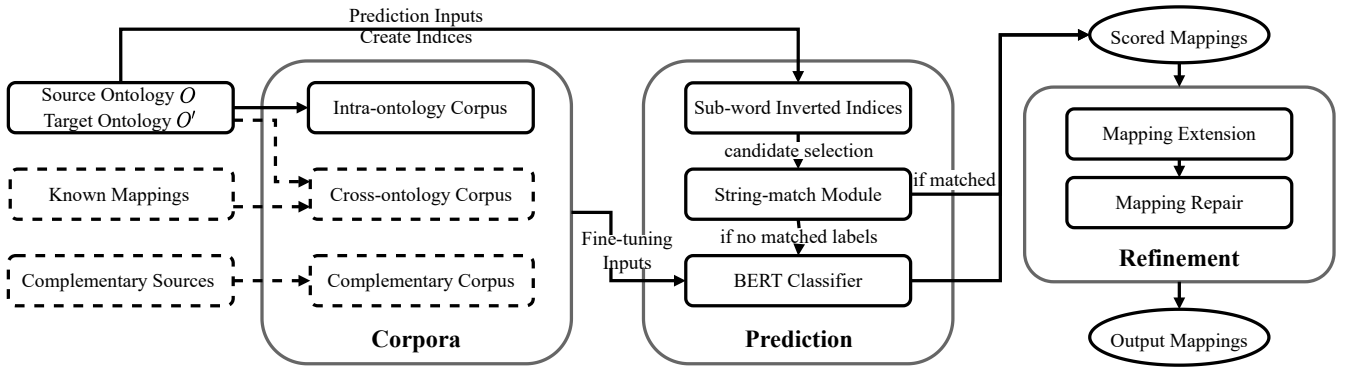 Prediction Inputs
Create Indices
Source Ontology O
Target Ontology O′
Known Mappings
Complementary Sources
Intra-ontology Corpus
Cross-ontology Corpus
Complementary Corpus
Corpora
Fine-tuning
Inputs
Sub-word Inverted Indices
candidate selection
String-match Module
if matched
if no matched labels
BERT Classifier
Prediction
Scored Mappings
Mapping Extension
Mapping Repair
Refinement
Output Mappings